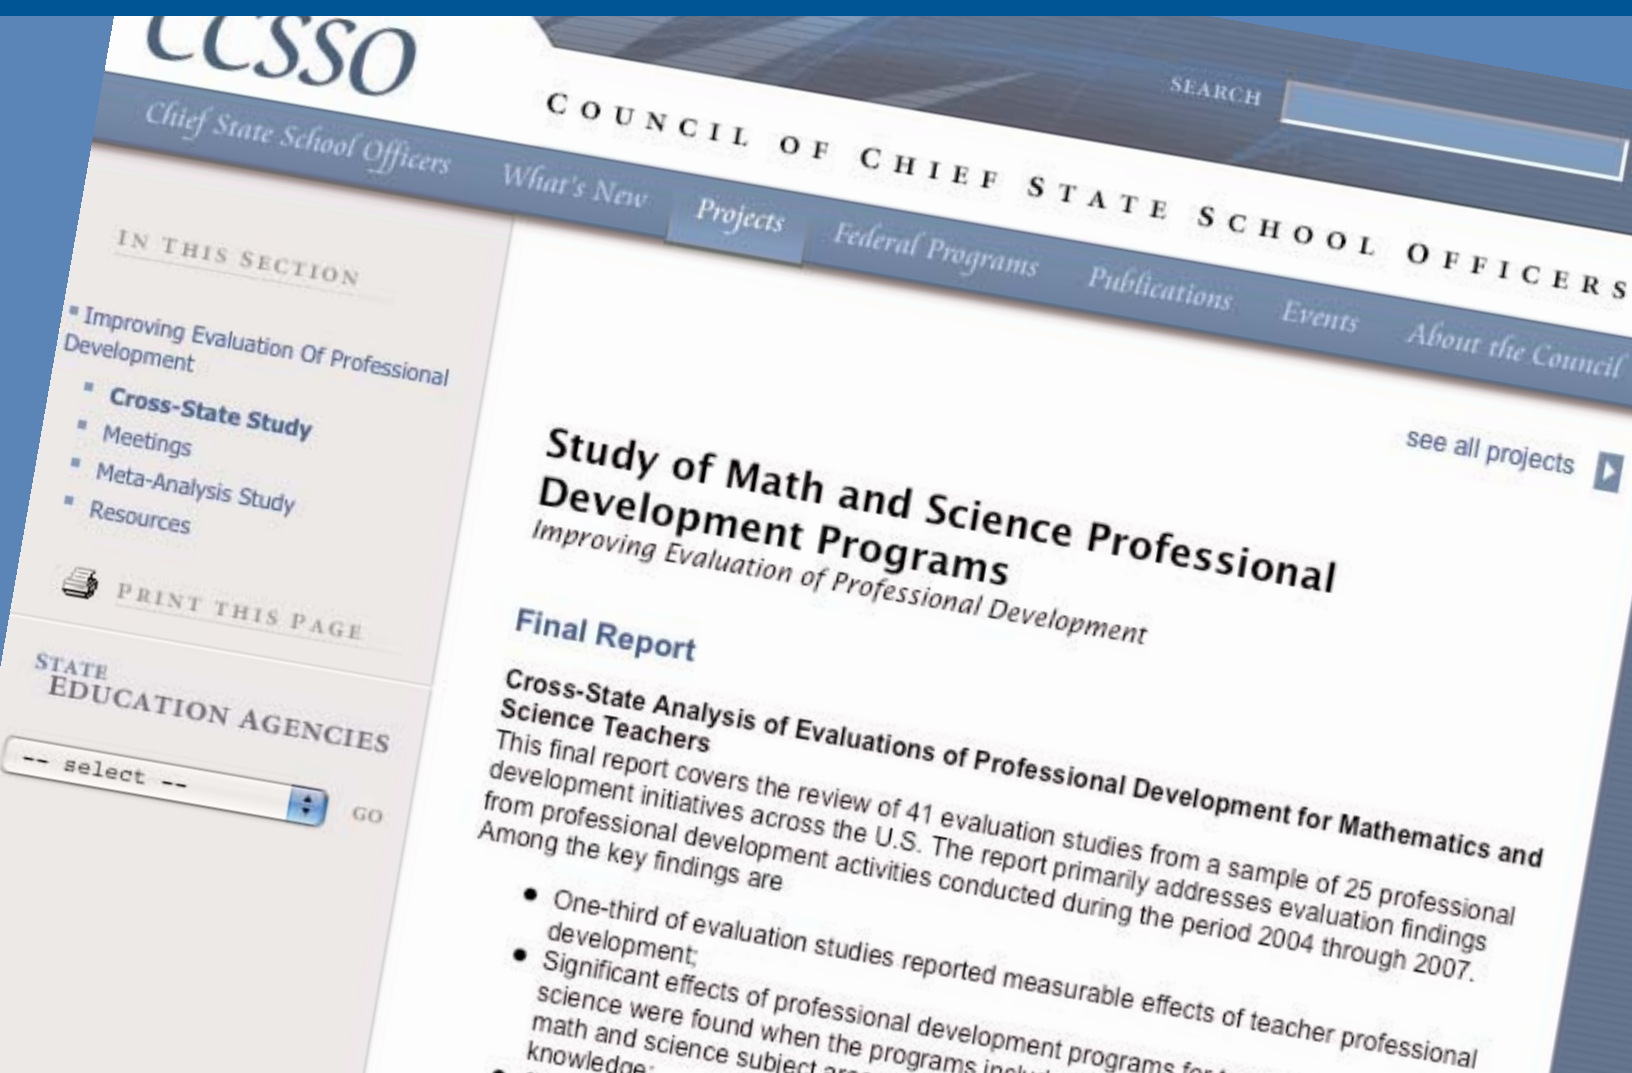 CCSSO
SEARCH
COUNCIL OF CHIEF STATE SCHOOL OFFICERS
Chief State School Officers
What's New
Projects
Federal Programs
Publications
Events
About the Council
IN THIS SECTION
Improving Evaluation Of Professional
Development
Cross-State Study
Meetings
Meta-Analysis Study
Resources
PRINT THIS PAGE
STATE
EDUCATION AGENCIES
-- select --
GO
see all projects
Study of Math and Science Professional
Development Programs
Improving Evaluation of Professional Development
Final Report
Cross-State Analysis of Evaluations of Professional Development for Mathematics and
Science Teachers
This final report covers the review of 41 evaluation studies from a sample of 25 professional
development initiatives across the U.S. The report primarily addresses evaluation findings
from professional development activities conducted during the period 2004 through 2007.
Among the key findings are
• One-third of evaluation studies reported measurable effects of teacher professional
development;
• Significant effects of professional development programs for
science were found when the programs
math and science subject
knowledge;